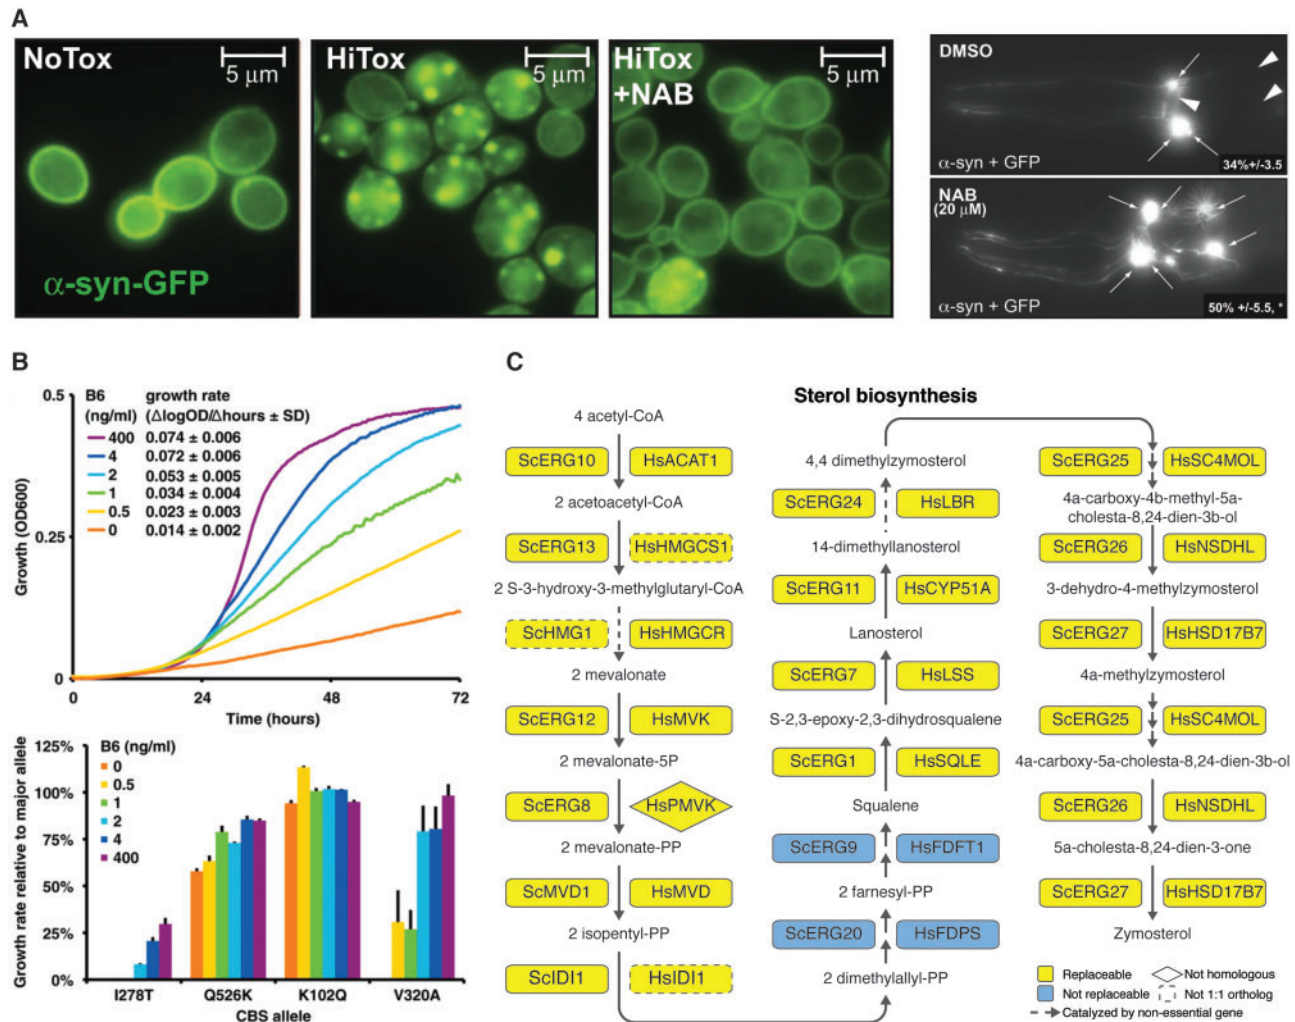 A
NoTox
5 μm
α-syn-GFP
HiTox
5 μm
HiTox
+NAB
5 μm
DMSO
α-syn + GFP
34%+/-3.5
NAB
(20 μM)
α-syn + GFP
50% +/-5.5, *
B
B6
(ng/ml)
growth rate
(ΔlogOD/Δhours ± SD)
400 0.074 ± 0.006
4 0.072 ± 0.006
2 0.053 ± 0.005
1 0.034 ± 0.004
0.5 0.023 ± 0.003
0 0.014 ± 0.002
Growth (OD600)
0.5
0.25
0
0 24 48 72
Time (hours)
Growth rate relative to major allele
125%
100%
75%
50%
25%
0%
B6 (ng/ml)
0
0.5
1
2
4
400
I278T Q526K K102Q V320A
CBS allele
C
Sterol biosynthesis
4 acetyl-CoA
ScERG10 HsACAT1
2 acetoacetyl-CoA
ScERG13 HsHMGCS1
2 S-3-hydroxy-3-methylglutaryl-CoA
ScHMG1 HsHMGCR
2 mevalonate
ScERG12 HsMVK
2 mevalonate-5P
ScERG8 HsPMVK
2 mevalonate-PP
ScMVD1 HsMVD
2 isopentyl-PP
ScIDI1 HsIDI1
4,4 dimethylzymosterol
ScERG24 HsLBR
14-dimethyllanosterol
ScERG11 HsCYP51A
Lanosterol
ScERG7 HsLSS
S-2,3-epoxy-2,3-dihydrosqualene
ScERG1 HsSQLE
Squalene
ScERG9 HsFDFT1
2 farnesyl-PP
ScERG20 HsFDPS
2 dimethylallyl-PP
ScERG25 HsSC4MOL
4a-carboxy-4b-methyl-5a-
cholesta-8,24-dien-3b-ol
ScERG26 HsNSDHL
3-dehydro-4-methylzymosterol
ScERG27 HsHSD17B7
4a-methylzymosterol
ScERG25 HsSC4MOL
4a-carboxy-5a-cholesta-8,24-dien-3b-ol
ScERG26 HsNSDHL
5a-cholesta-8,24-dien-3-one
ScERG27 HsHSD17B7
Zymosterol
Replaceable
Not homologous
Not replaceable
Not 1:1 ortholog
Catalyzed by non-essential gene